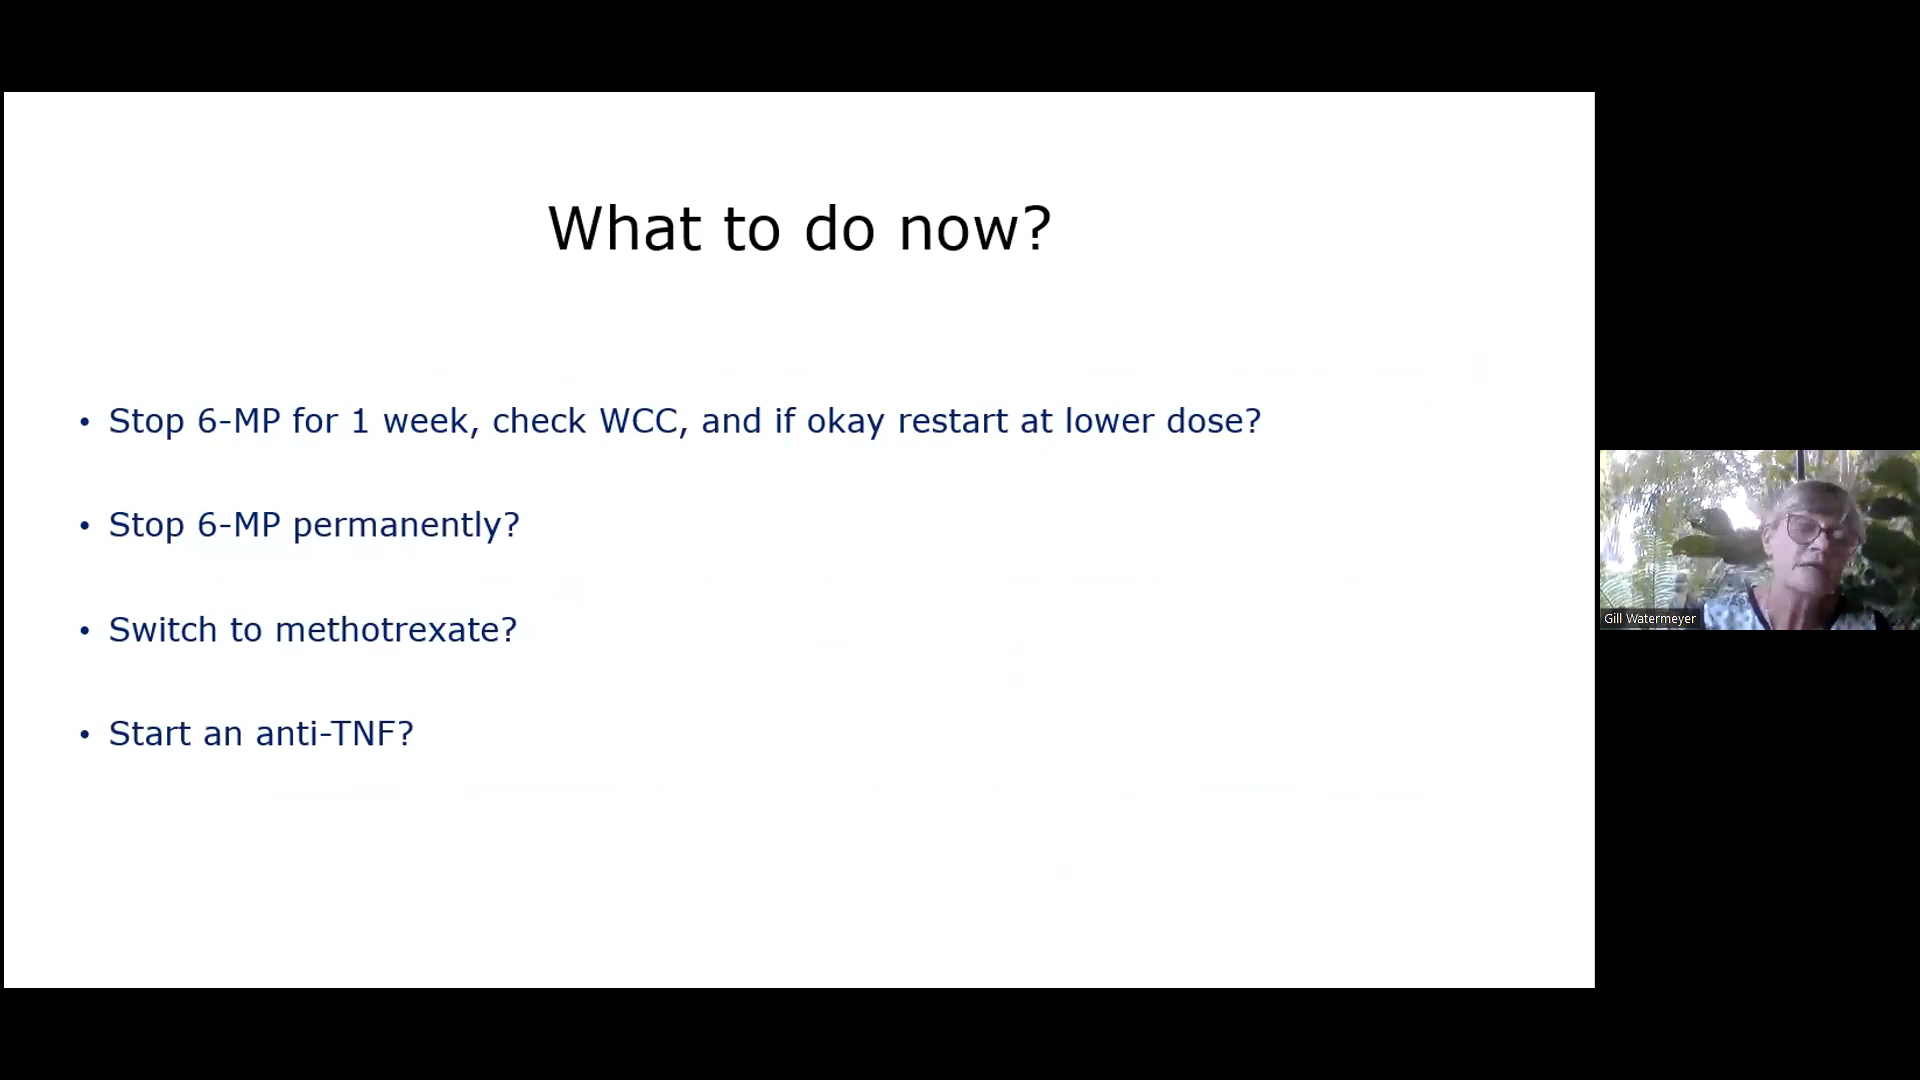 What to do now?
• Stop 6-MP for 1 week, check WCC, and if okay restart at lower dose?
• Stop 6-MP permanently?
• Switch to methotrexate?
• Start an anti-TNF?
Gill Watermeyer